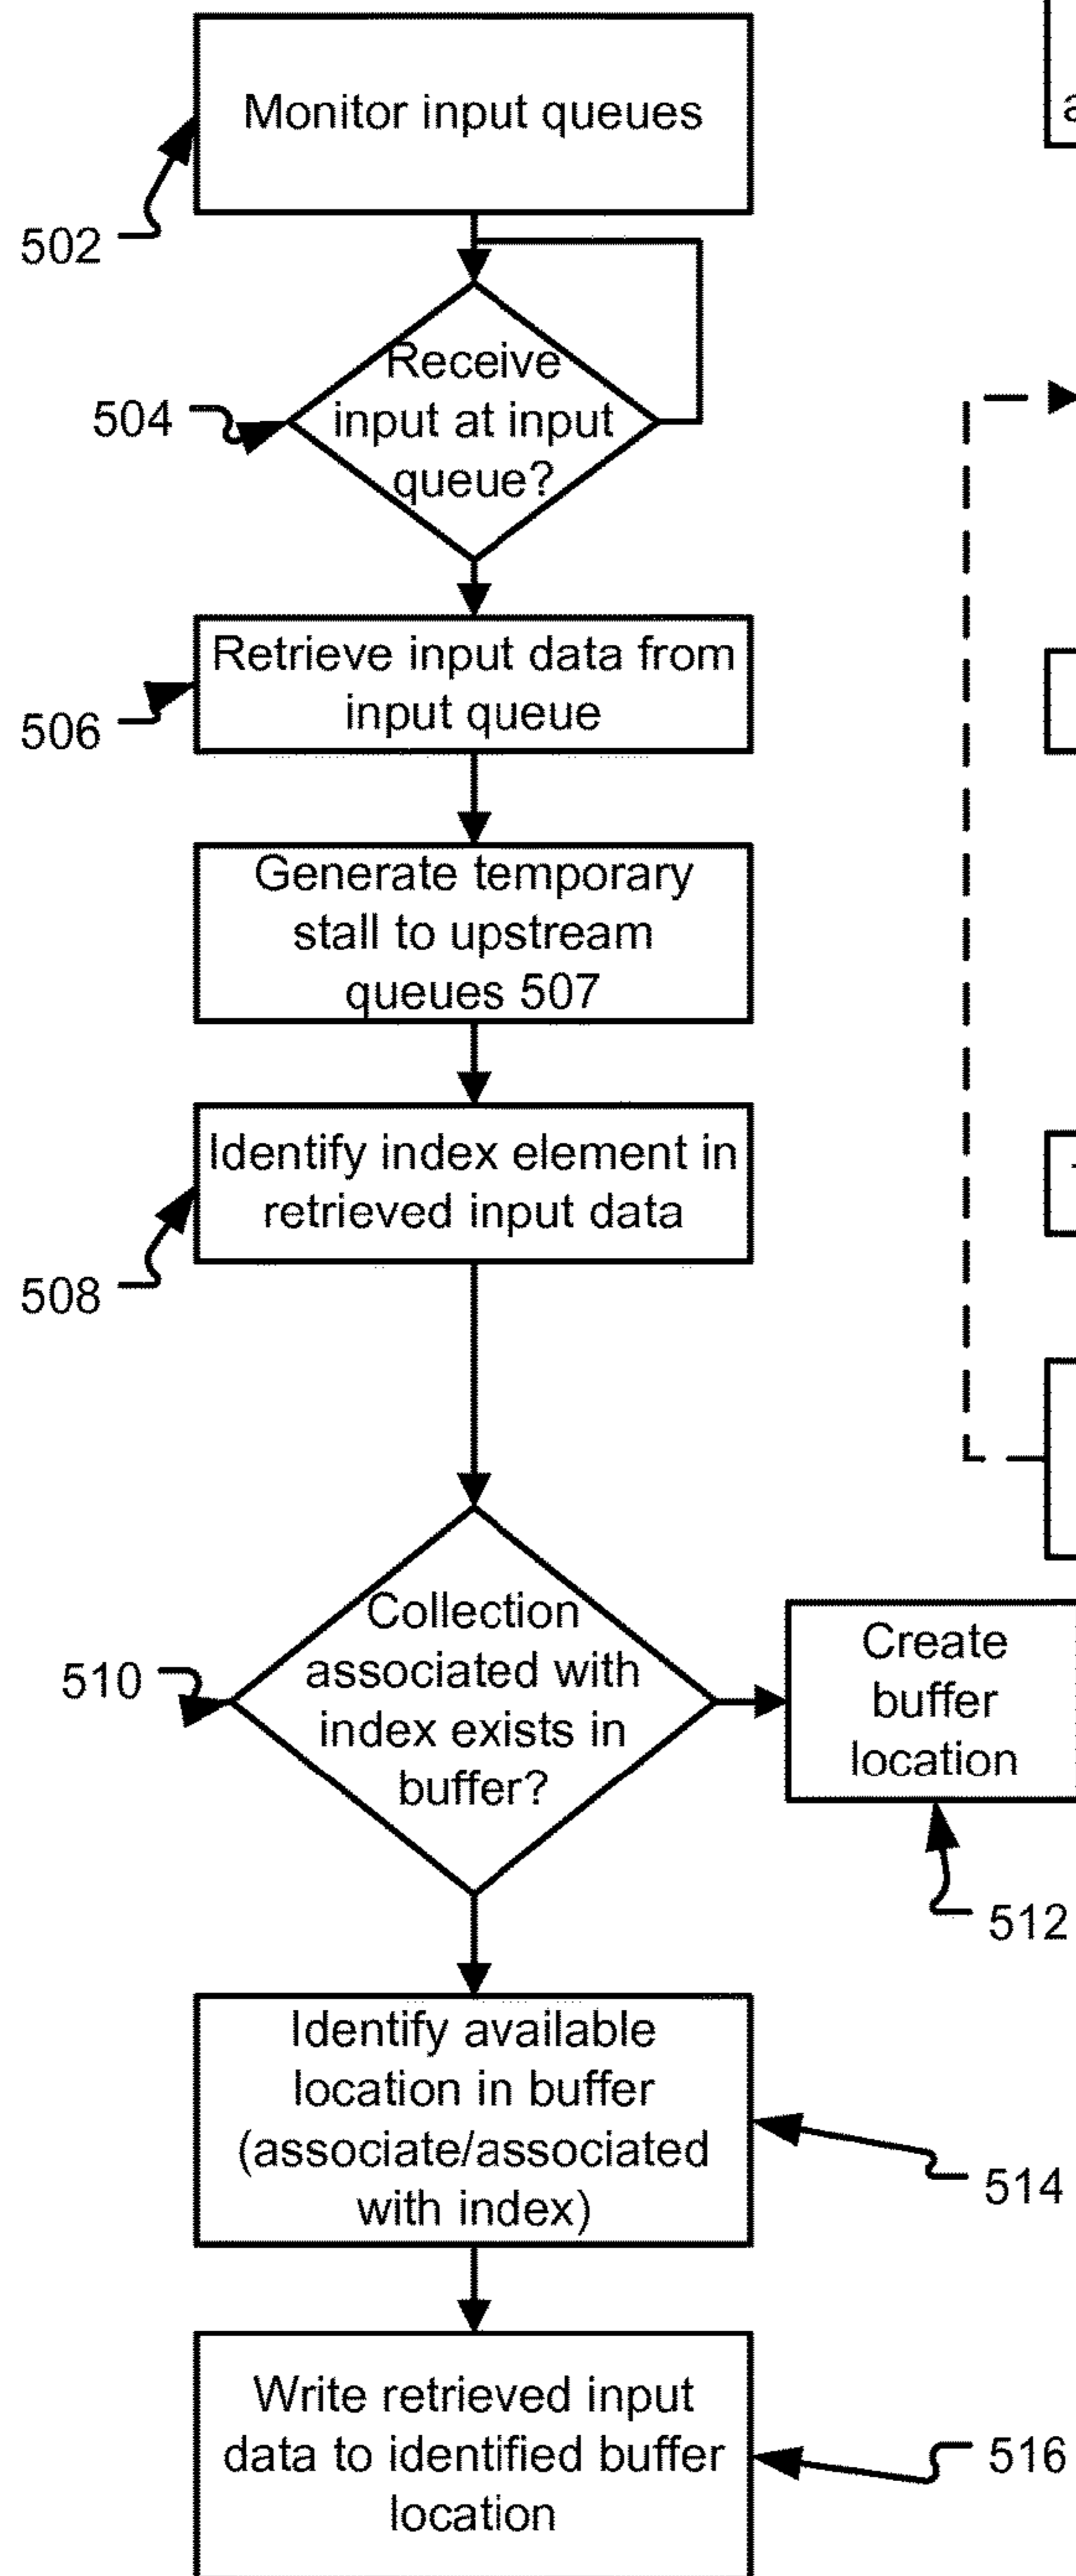 Monitor input queues
502
Receive
input at input
queue?
504
Retrieve input data from
input queue
506
Generate temporary
stall to upstream
queues 507
Identify index element in
retrieved input data
508
Collection
associated with
index exists in
buffer?
510
Create
buffer
location
512
Identify available
location in buffer
(associate/associated
with index)
514
Write retrieved input
data to identified buffer
location
516